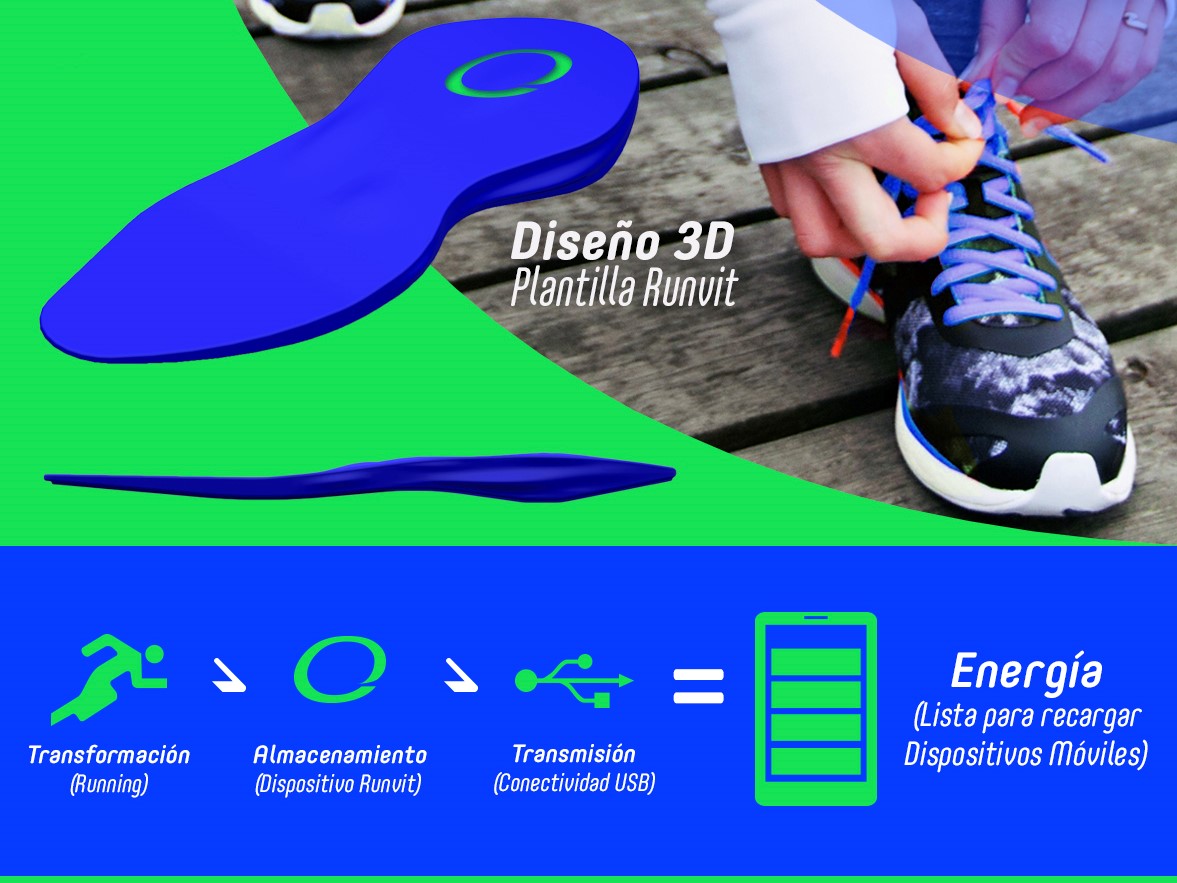 Diseño 3D
Plantilla Runvit
Transformación
(Running)
Almacenamiento
(Dispositivo Runvit)
Transmisión
(Conectividad USB)
=
Energía
(Lista para recargar
Dispositivos Móviles)